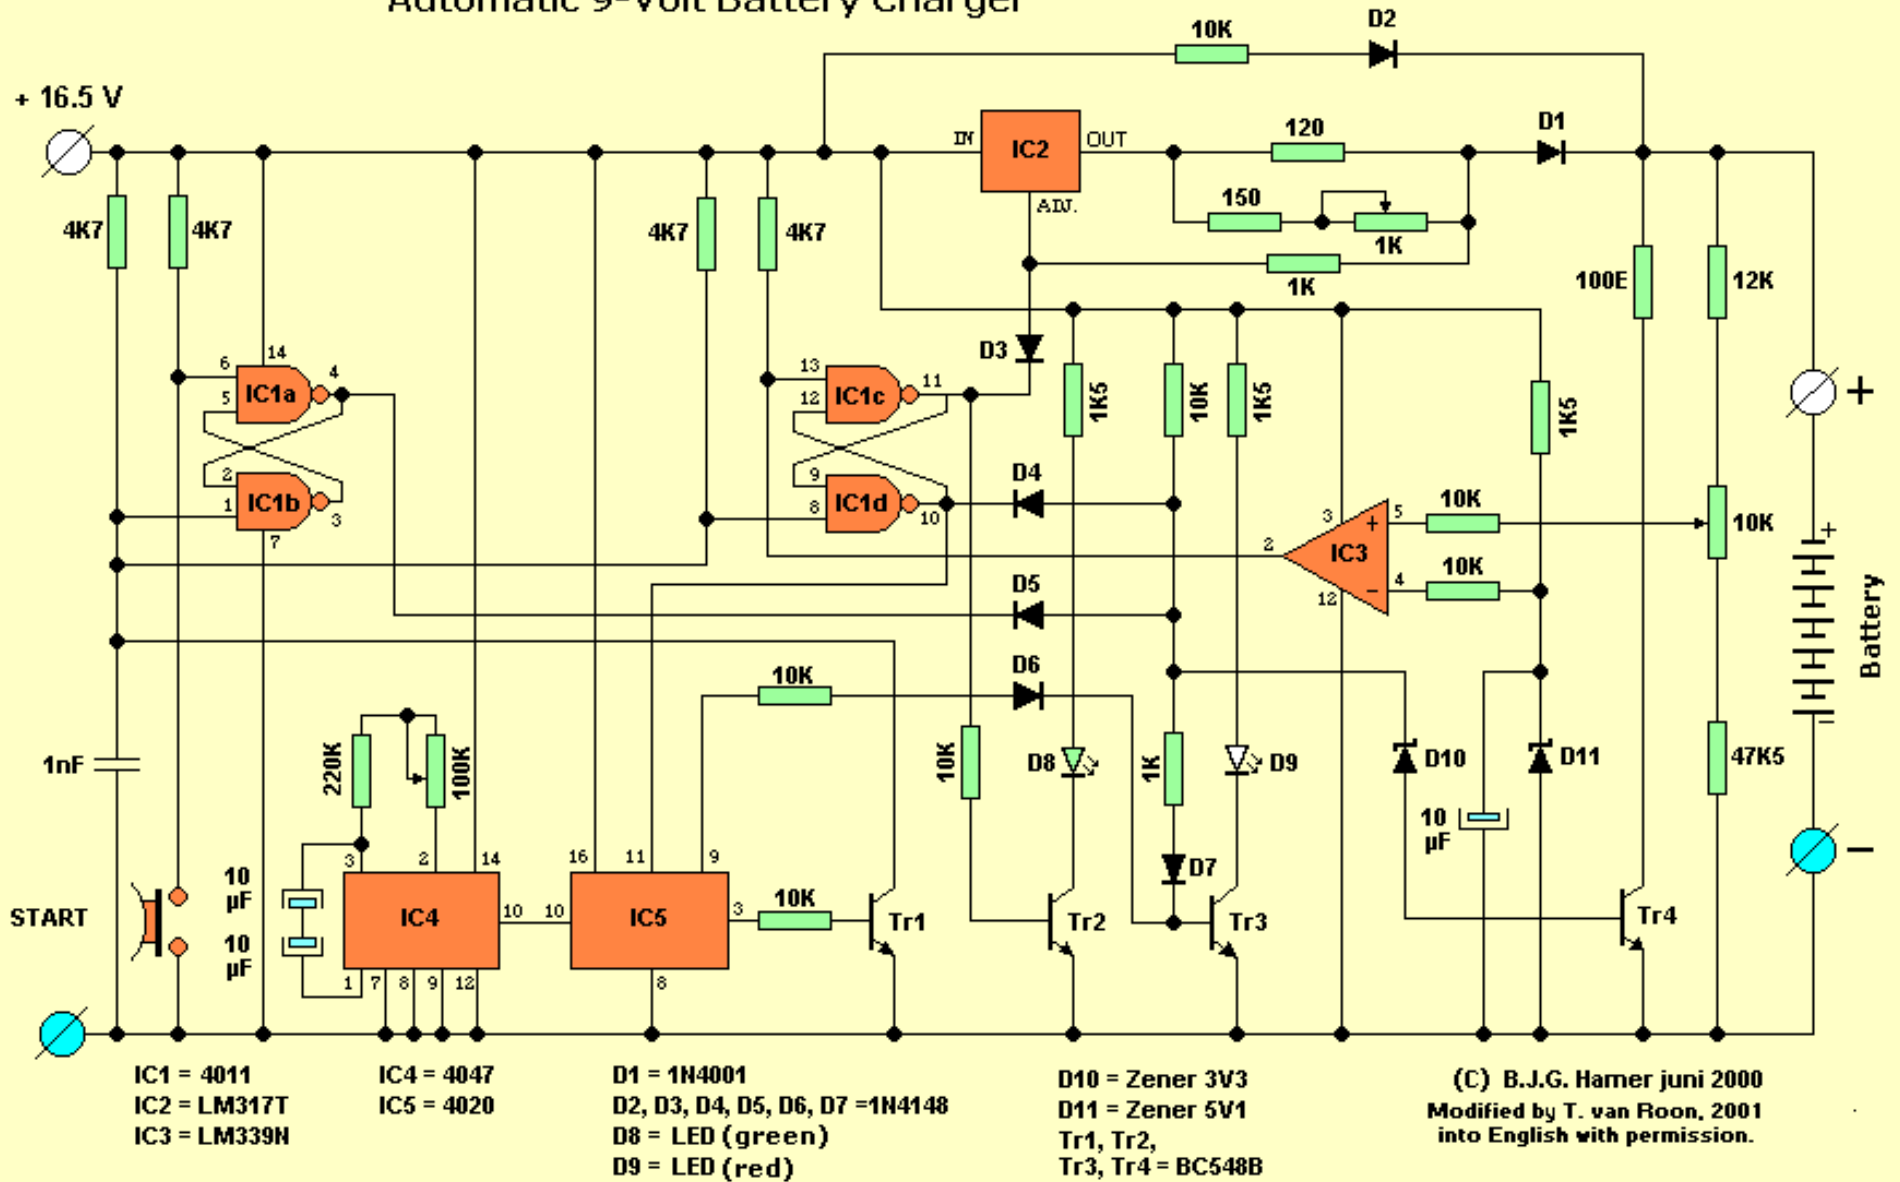 Automatic 9-Volt Battery Charger
10K
D2
+ 16.5 V
IN
IC2
OUT
120
D1
ADJ.
150
1K
1K
4K7
4K7
4K7
4K7
100E
12K
D3
14
6
4
5
IC1a
13
11
12
IC1c
1K5
10K
1K5
1K5
+
2
1
IC1b
3
7
9
8
IC1d
10
D4
3
+
5
10K
10K
2
IC3
10K
4
−
12
+
Battery
−
D5
D6
10K
1nF
220K
100K
10K
D8
1K
D9
D10
D11
47K5
10
µF
3
2
14
16
11
9
D7
−
START
10
µF
10
µF
IC4
10
10
IC5
3
10K
Tr1
Tr2
Tr3
Tr4
1
7
8
9
12
8
IC1 = 4011
IC2 = LM317T
IC3 = LM339N
IC4 = 4047
IC5 = 4020
D1 = 1N4001
D2, D3, D4, D5, D6, D7 =1N4148
D8 = LED (green)
D9 = LED (red)
D10 = Zener 3V3
D11 = Zener 5V1
Tr1, Tr2,
Tr3, Tr4 = BC548B
(C) B.J.G. Hamer juni 2000
Modified by T. van Roon, 2001
into English with permission.